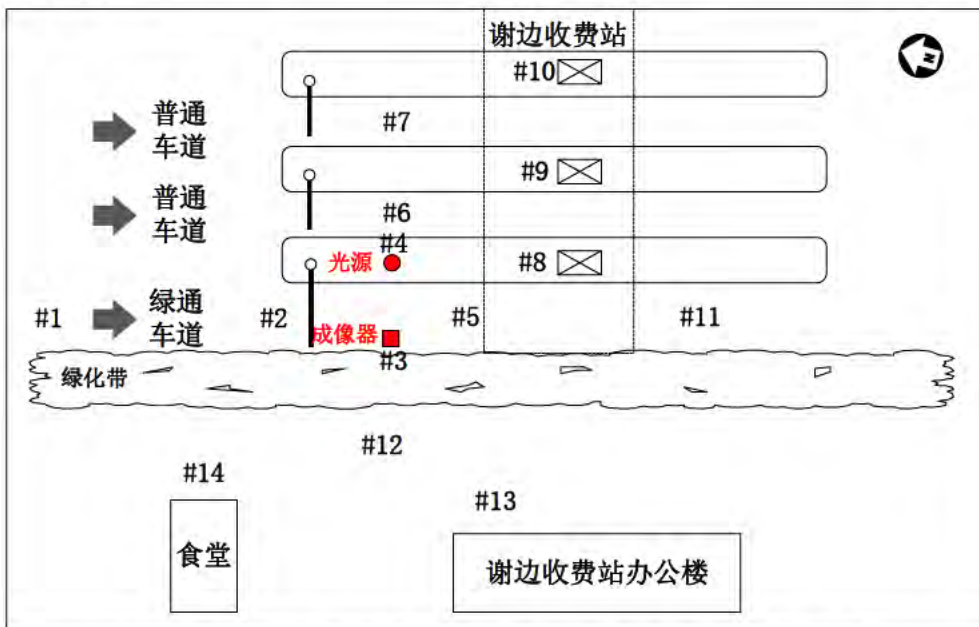 谢边收费站
#10
N
普通
车道
#7
#9
普通
车道
#6
#4
光源
#8
绿通
车道
#1
#2
成像器
#5
#11
#3
绿化带
#12
#14
#13
食堂
谢边收费站办公楼